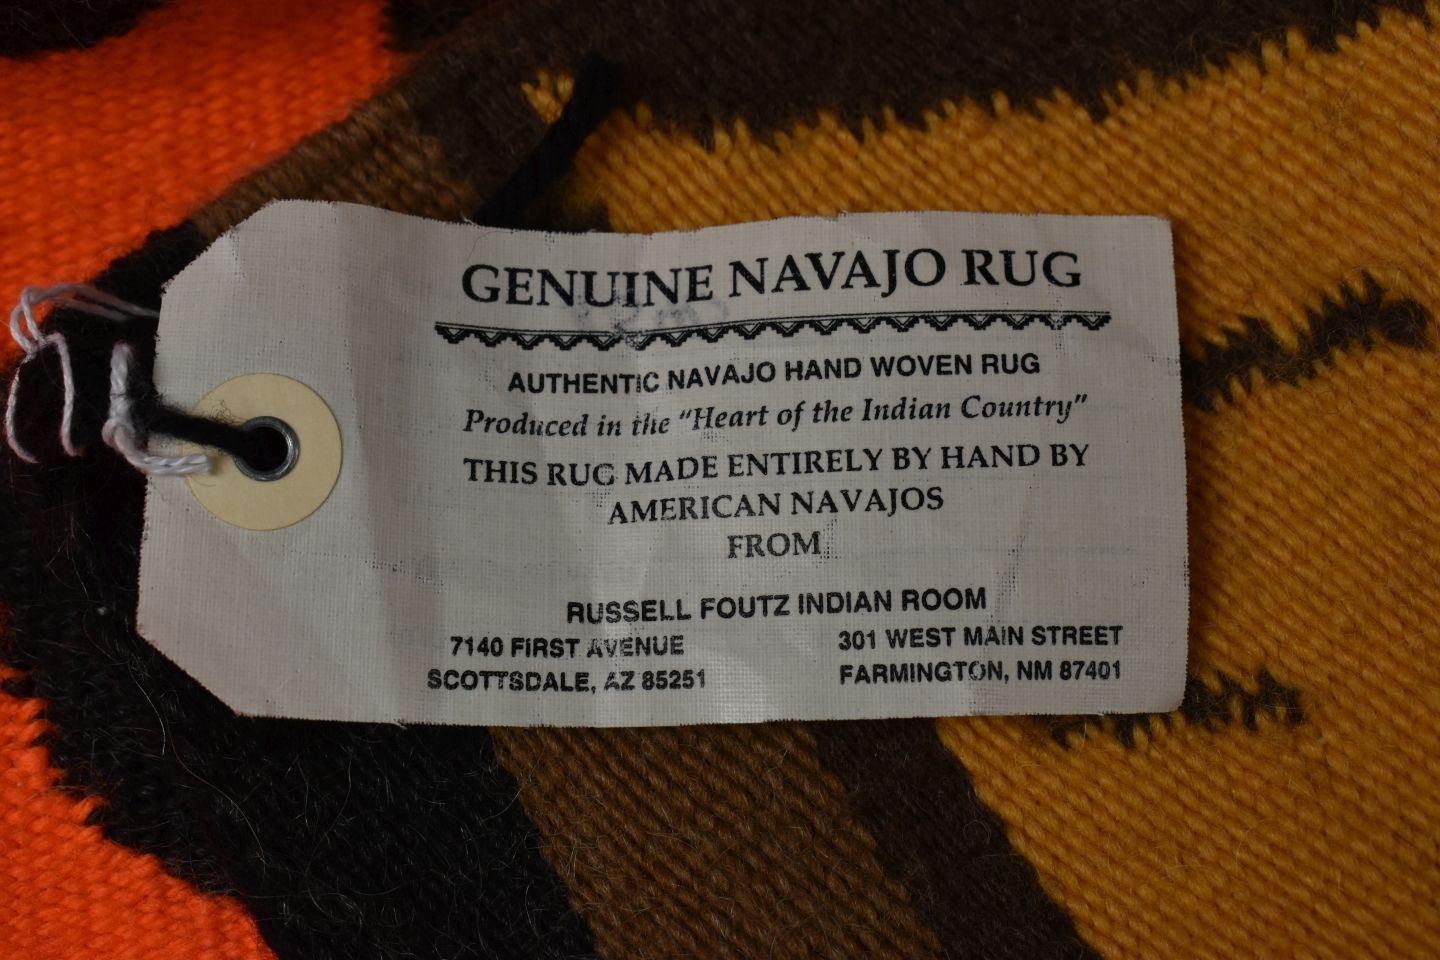 GENUINE NAVAJO RUG
AUTHENTIC NAVAJO HAND WOVEN RUG
Produced in the "Heart of the Indian Country"
THIS RUG MADE ENTIRELY BY HAND BY
AMERICAN NAVAJOS
FROM
RUSSELL FOUTZ INDIAN ROOM
7140 FIRST AVENUE
SCOTTSDALE, AZ 85251
301 WEST MAIN STREET
FARMINGTON, NM 87401